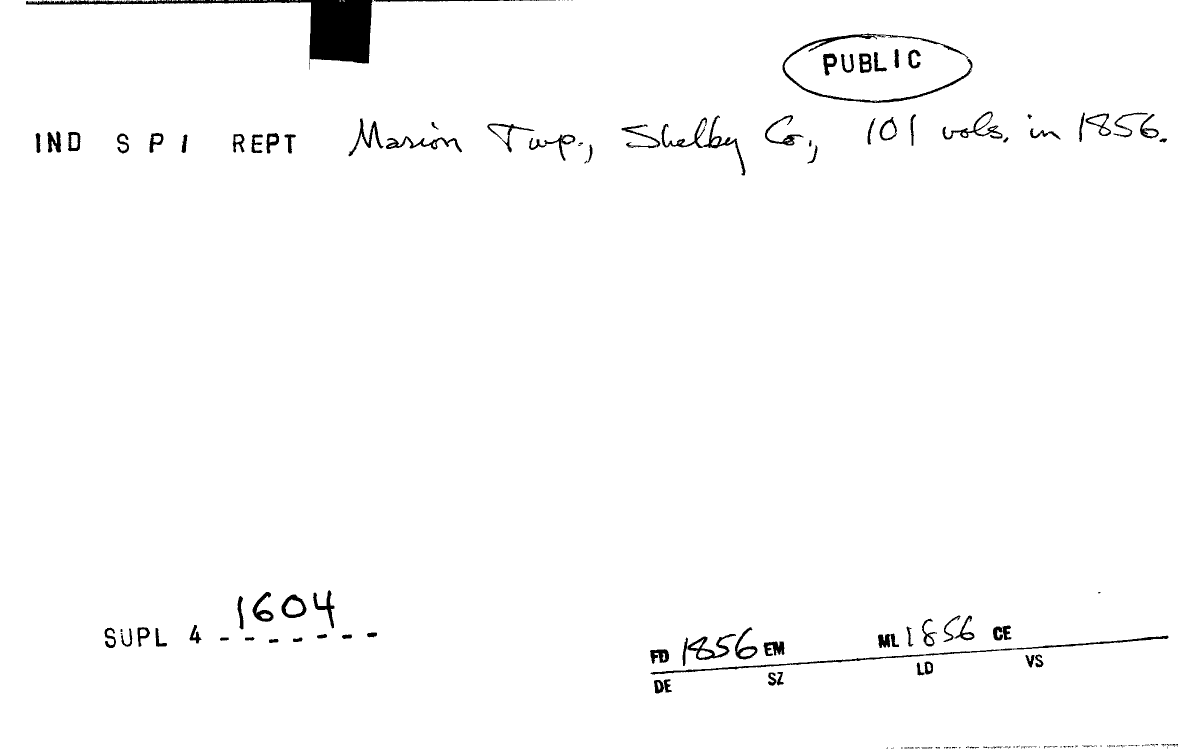 PUBLIC
IND S P I REPT Marion Twp., Shelby Co., 101 vols. in 1856.
1604
SUPL 4 - - - - - - -
FD 1856 EM ML 1856 CE
DE SZ LD VS